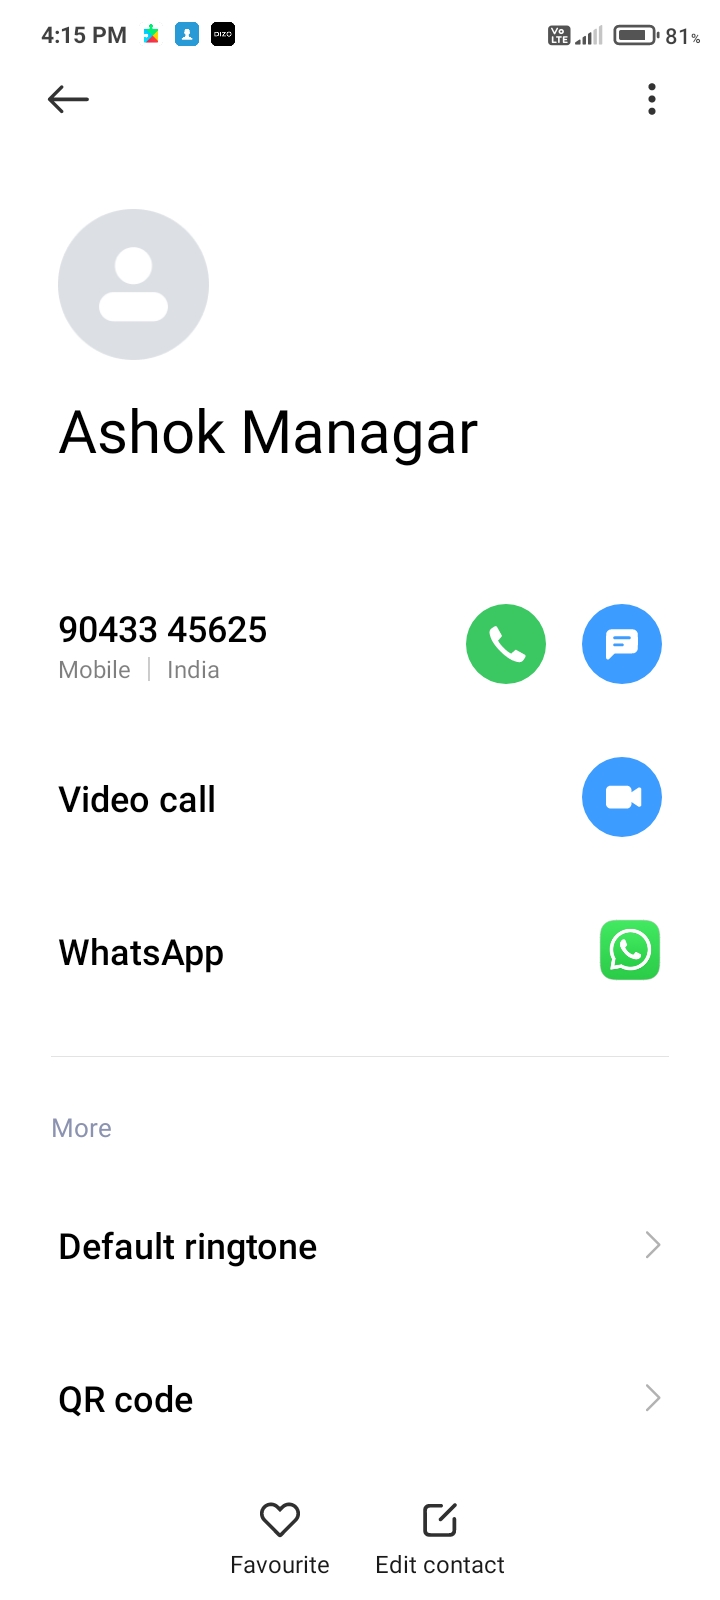 4:15 PM DIZO Vo LTE 81%
Ashok Managar
90433 45625
Mobile | India
Video call
WhatsApp
More
Default ringtone
QR code
Favourite Edit contact